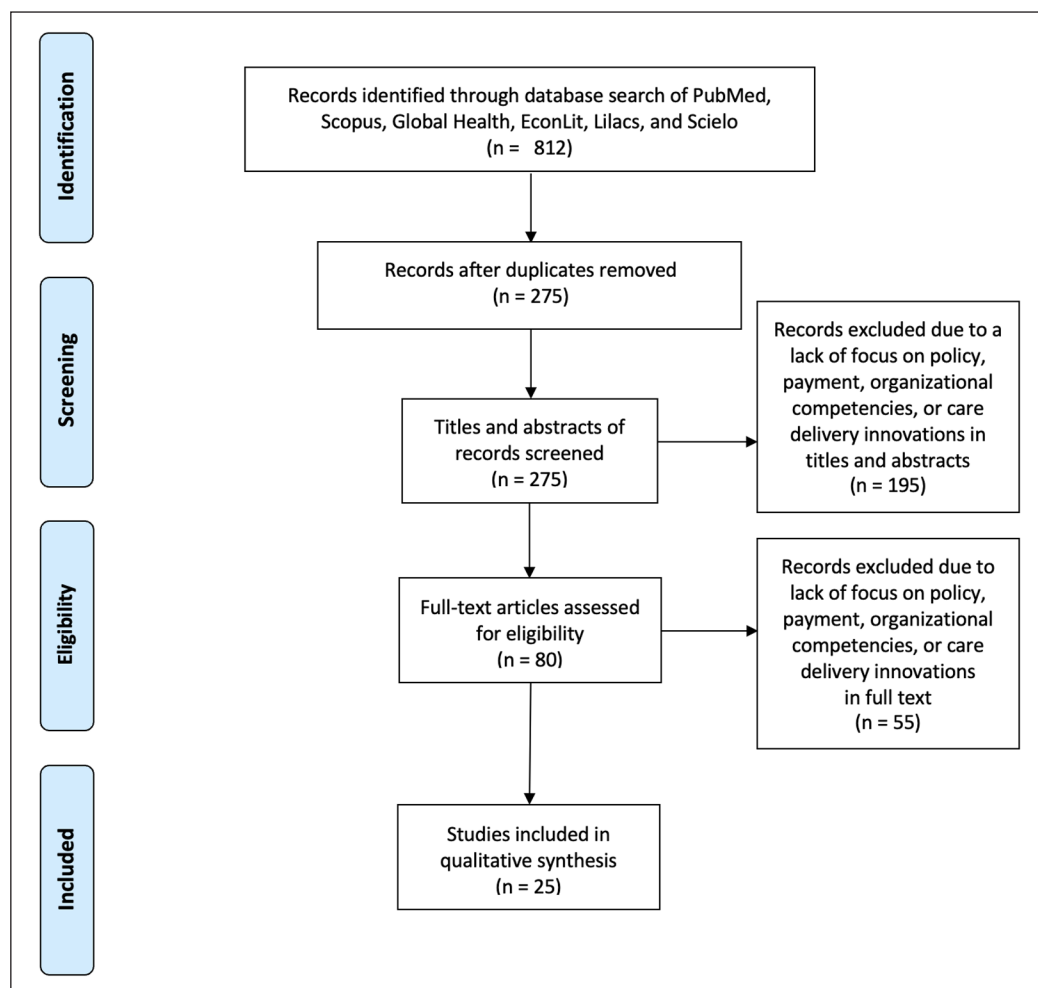 Identification
Records identified through database search of PubMed,
Scopus, Global Health, EconLit, Lilacs, and Scielo
(n =   812)
Records after duplicates removed
(n = 275)
Screening
Titles and abstracts of
records screened
(n = 275)
Records excluded due to a
lack of focus on policy,
payment, organizational
competencies, or care
delivery innovations in
titles and abstracts
(n = 195)
Eligibility
Full-text articles assessed
for eligibility
(n = 80)
Records excluded due to
lack of focus on policy,
payment, organizational
competencies, or care
delivery innovations
in full text
(n = 55)
Included
Studies included in
qualitative synthesis
(n = 25)